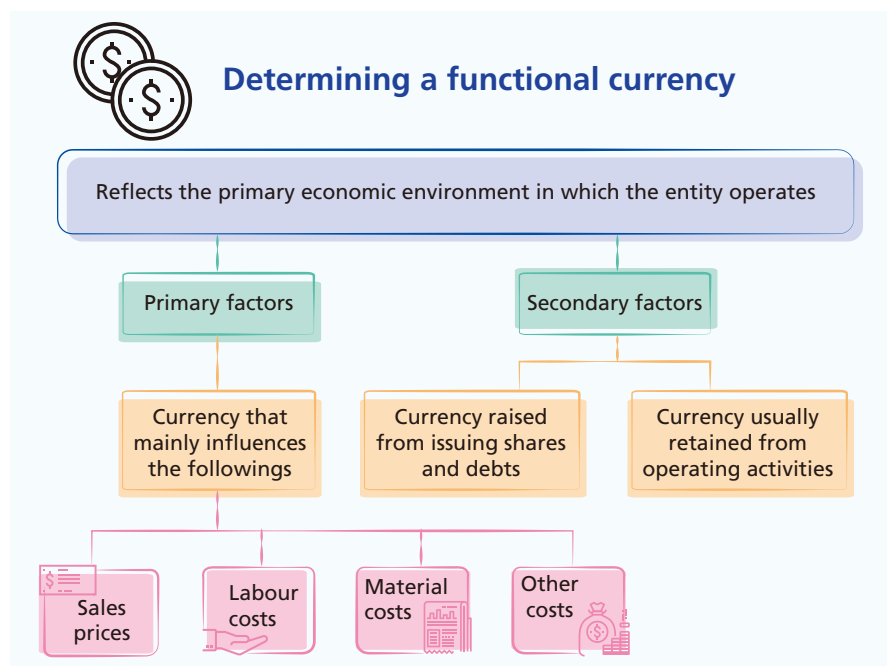 Determining a functional currency
Reflects the primary economic environment in which the entity operates
Primary factors
Secondary factors
Currency that
mainly influences
the followings
Currency raised
from issuing shares
and debts
Currency usually
retained from
operating activities
Sales
prices
Labour
costs
Material
costs
Other
costs